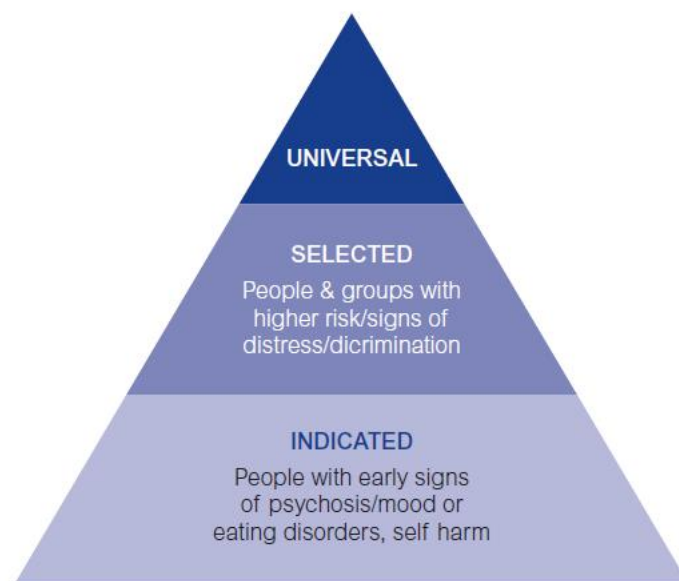 UNIVERSAL
SELECTED
People & groups with
higher risk/signs of
distress/dicrimination
INDICATED
People with early signs
of psychosis/mood or
eating disorders, self harm